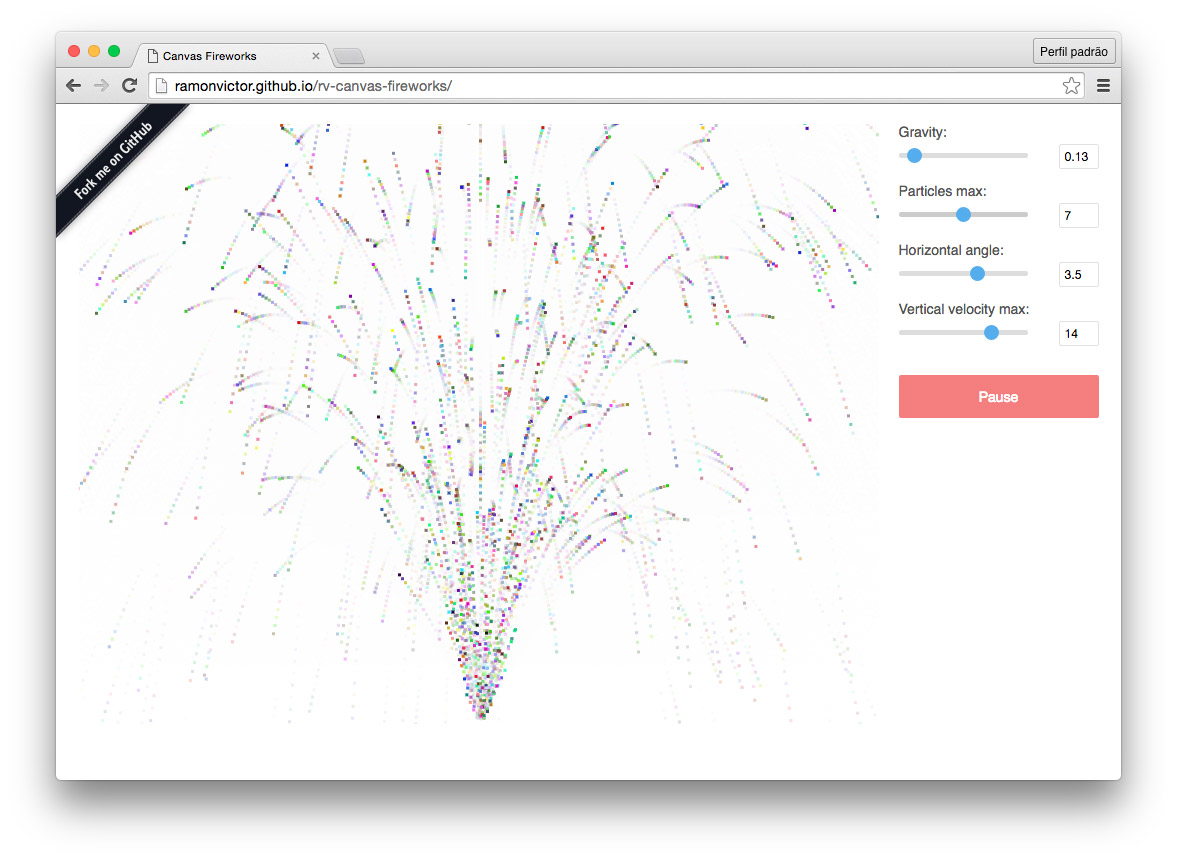 Canvas Fireworks
Perfil padrão
ramonvictor.github.io/rv-canvas-fireworks/
Fork me on GitHub
Gravity:
0.13
Particles max:
7
Horizontal angle:
3.5
Vertical velocity max:
14
Pause